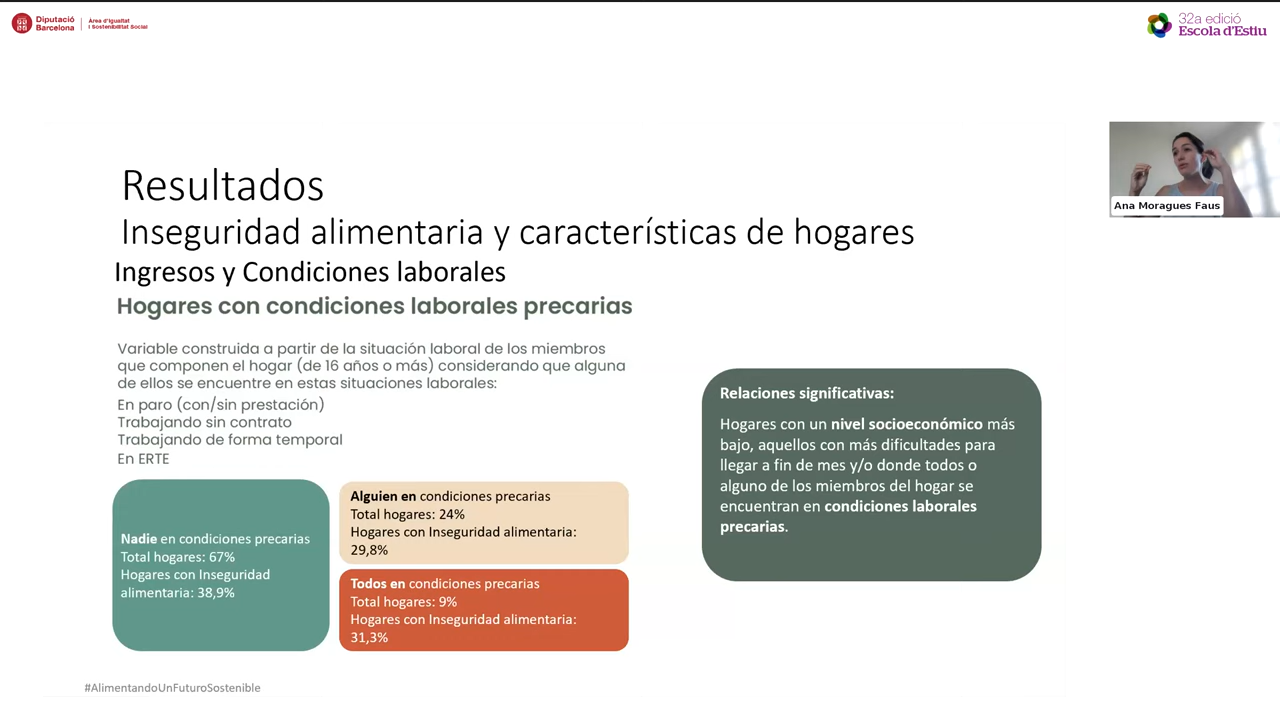 Diputació
Barcelona
Àrea d'Igualtat
i Sostenibilitat Social
32a edició
Escola d'Estiu
Ana Moragues Faus
Resultados
Inseguridad alimentaria y características de hogares
Ingresos y Condiciones laborales
Hogares con condiciones laborales precarias
Variable construida a partir de la situación laboral de los miembros
que componen el hogar (de 16 años o más) considerando que alguna
de ellos se encuentre en estas situaciones laborales:
En paro (con/sin prestación)
Trabajando sin contrato
Trabajando de forma temporal
En ERTE
Nadie en condiciones precarias
Total hogares: 67%
Hogares con Inseguridad
alimentaria: 38,9%
Alguien en condiciones precarias
Total hogares: 24%
Hogares con Inseguridad alimentaria:
29,8%
Todos en condiciones precarias
Total hogares: 9%
Hogares con Inseguridad alimentaria:
31,3%
Relaciones significativas:
Hogares con un nivel socioeconómico más
bajo, aquellos con más dificultades para
llegar a fin de mes y/o donde todos o
alguno de los miembros del hogar se
encuentran en condiciones laborales
precarias.
#AlimentandoUnFuturoSostenible